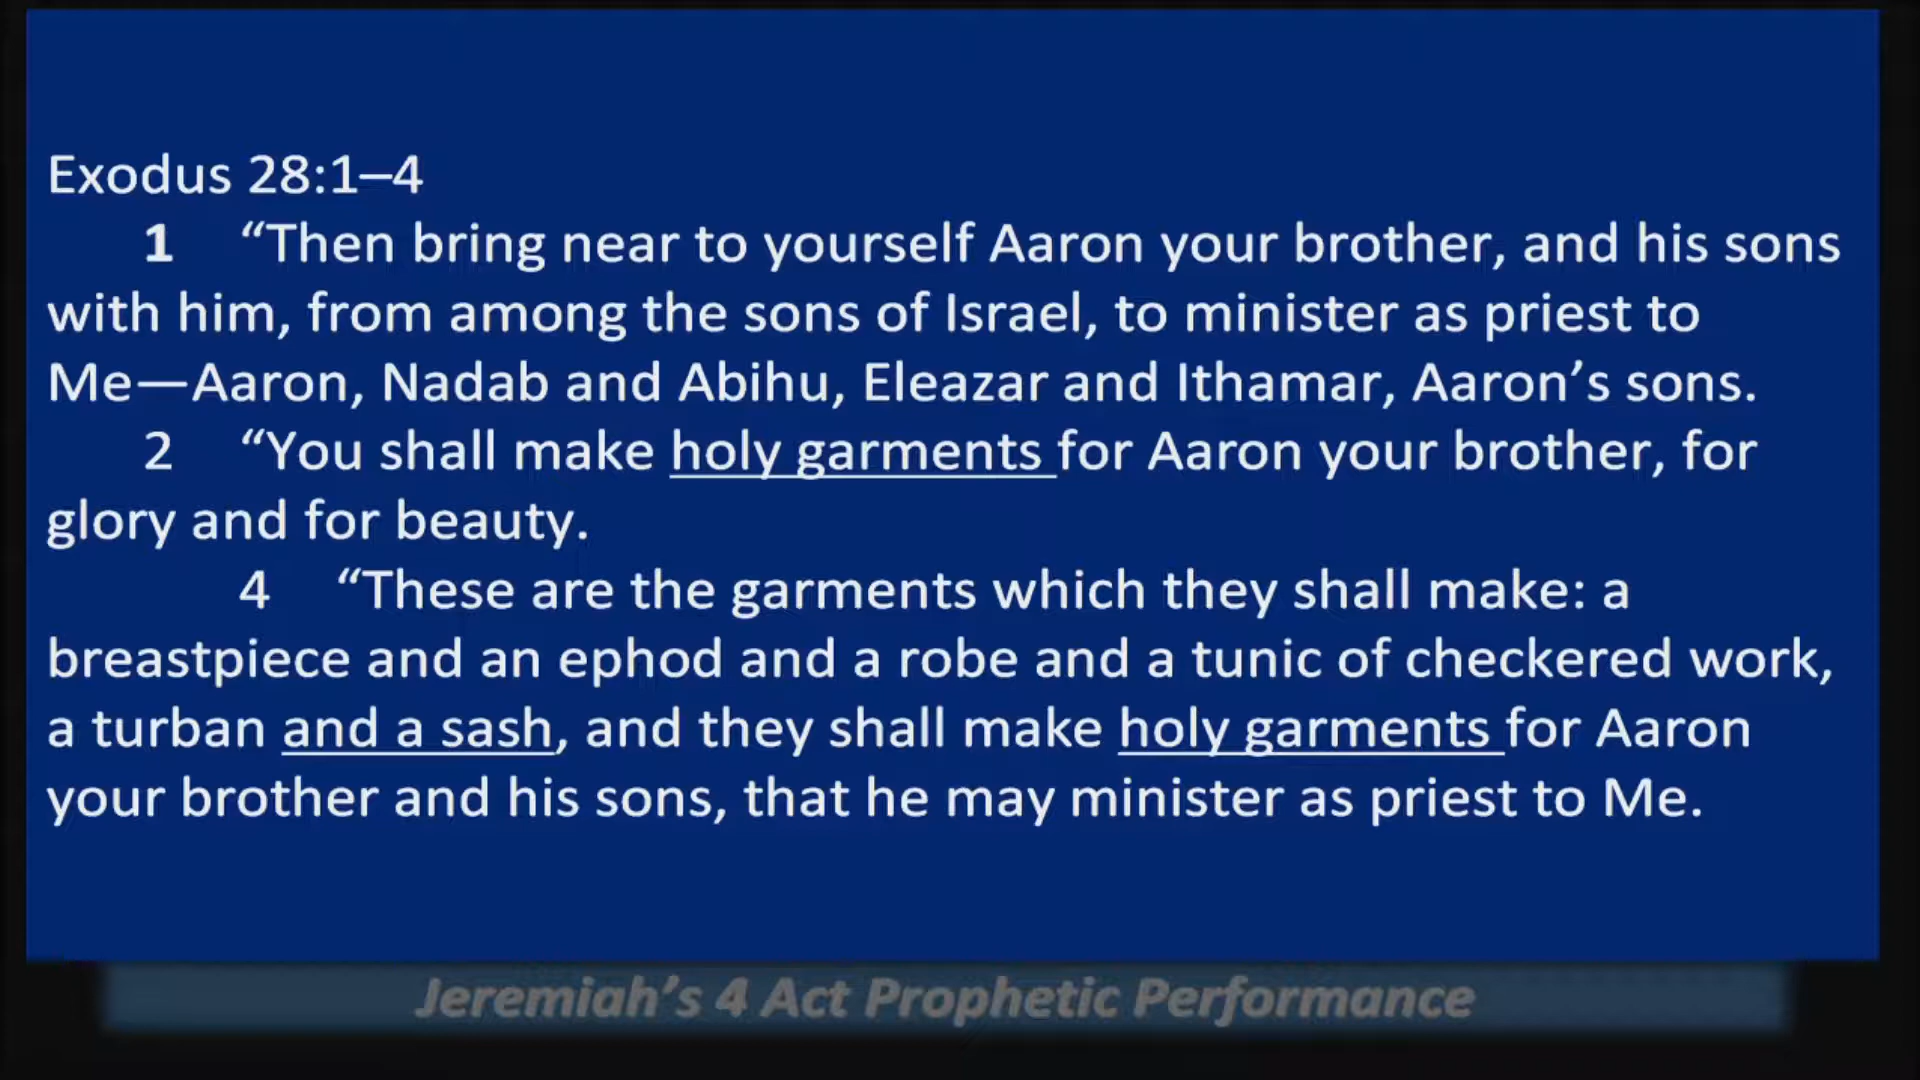 Exodus 28:1–4
1 “Then bring near to yourself Aaron your brother, and his sons
with him, from among the sons of Israel, to minister as priest to
Me—Aaron, Nadab and Abihu, Eleazar and Ithamar, Aaron’s sons.
2 “You shall make holy garments for Aaron your brother, for
glory and for beauty.
4 “These are the garments which they shall make: a
breastpiece and an ephod and a robe and a tunic of checkered work,
a turban and a sash, and they shall make holy garments for Aaron
your brother and his sons, that he may minister as priest to Me.
Jeremiah’s 4 Act Prophetic Performance